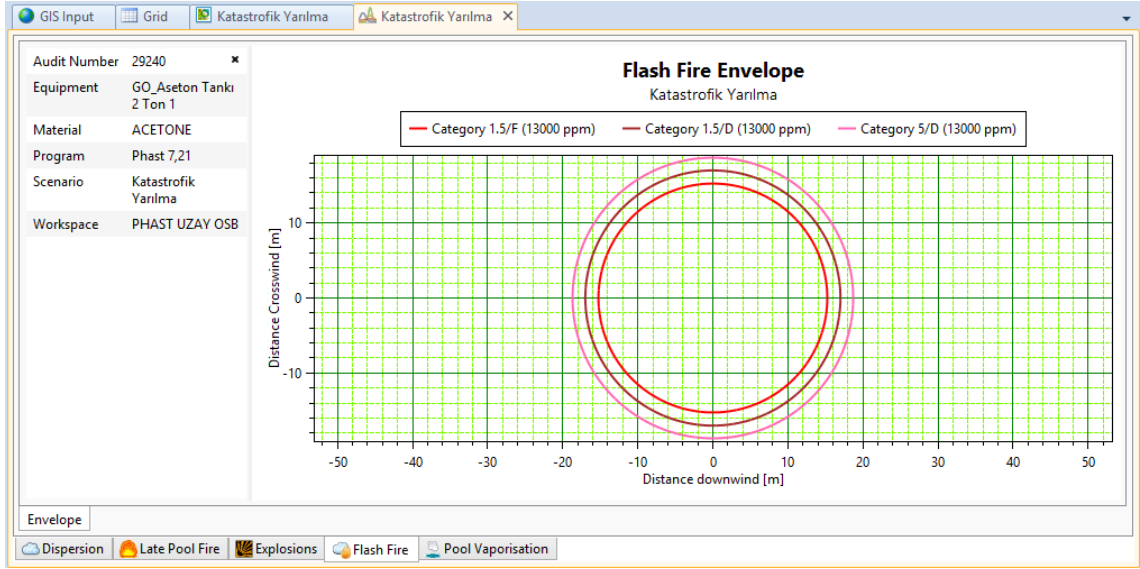 GIS Input
Grid
Katastrofik Yarılma
Katastrofik Yarılma
Audit Number 29240
Equipment GO_Aseton Tankı
2 Ton 1
Material ACETONE
Program Phast 7,21
Scenario Katastrofik
Yarılma
Workspace PHAST UZAY OSB
Flash Fire Envelope
Katastrofik Yarılma
Category 1.5/F (13000 ppm)
Category 1.5/D (13000 ppm)
Category 5/D (13000 ppm)
Distance Crosswind [m]
10
0
-10
-50 -40 -30 -20 -10 0 10 20 30 40 50
Distance downwind [m]
Envelope
Dispersion
Late Pool Fire
Explosions
Flash Fire
Pool Vaporisation